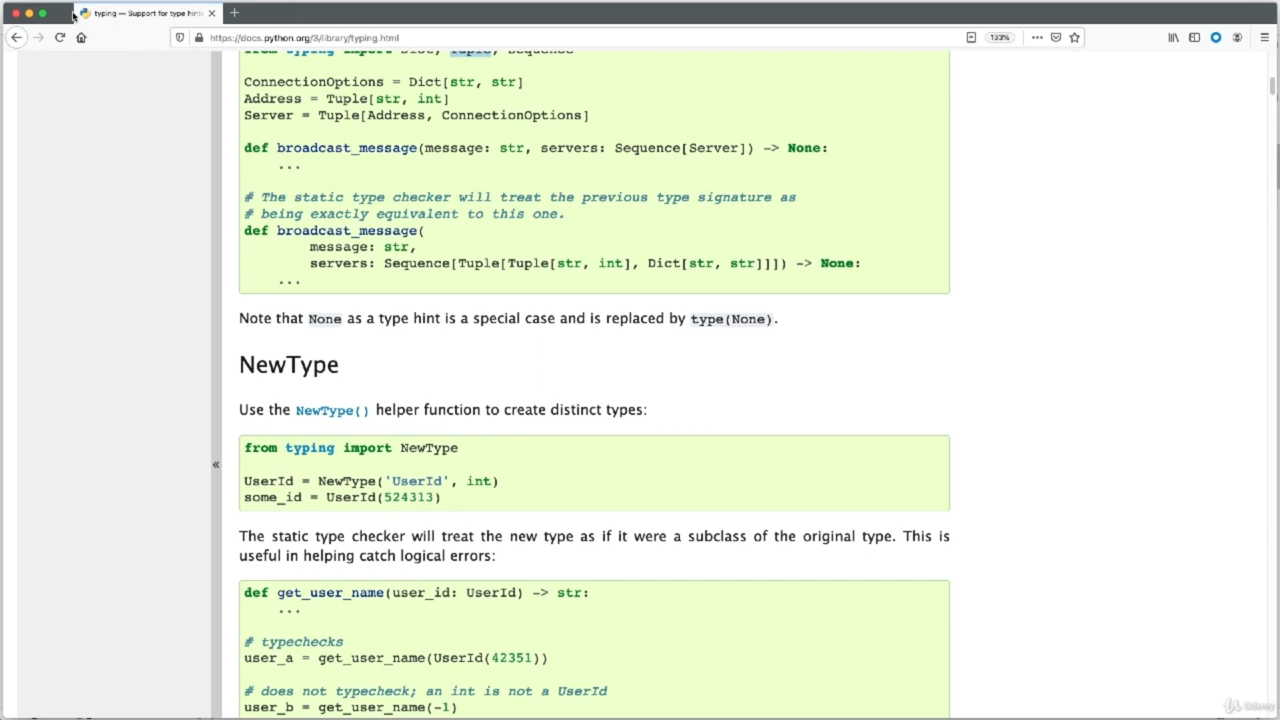 typing — Support for type hints
https://docs.python.org/3/library/typing.html
133%
from typing import Dict, Tuple, Sequence
ConnectionOptions = Dict[str, str]
Address = Tuple[str, int]
Server = Tuple[Address, ConnectionOptions]
def broadcast_message(message: str, servers: Sequence[Server]) -> None:
...
# The static type checker will treat the previous type signature as
# being exactly equivalent to this one.
def broadcast_message(
message: str,
servers: Sequence[Tuple[Tuple[str, int], Dict[str, str]]]) -> None:
...
Note that None as a type hint is a special case and is replaced by type(None).
NewType
Use the NewType() helper function to create distinct types:
from typing import NewType
«
UserId = NewType('UserId', int)
some_id = UserId(524313)
The static type checker will treat the new type as if it were a subclass of the original type. This is
useful in helping catch logical errors:
def get_user_name(user_id: UserId) -> str:
...
# typechecks
user_a = get_user_name(UserId(42351))
# does not typecheck; an int is not a UserId
user_b = get_user_name(-1)
Udemy